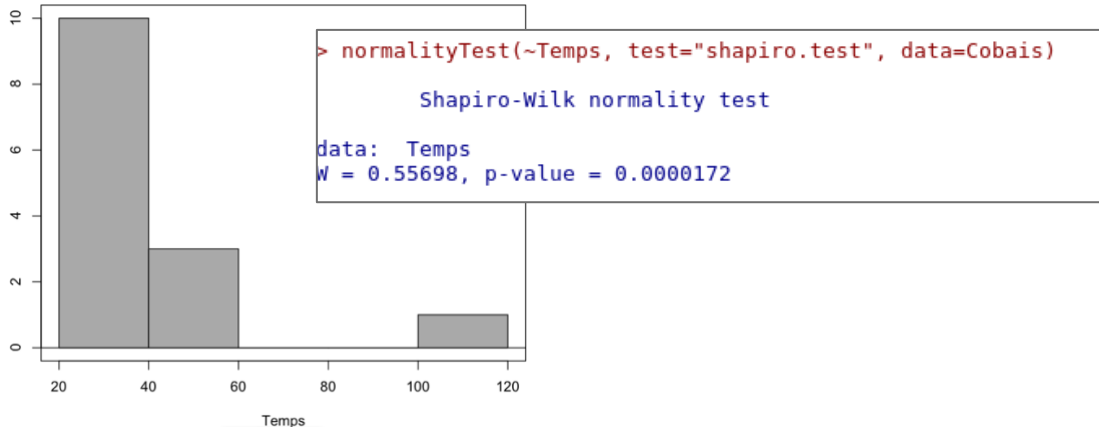 > normalityTest(~Temps, test="shapiro.test", data=Cobais)
Shapiro-Wilk normality test
data: Temps
W = 0.55698, p-value = 0.0000172
10
8
6
4
2
0
20 40 60 80 100 120
Temps